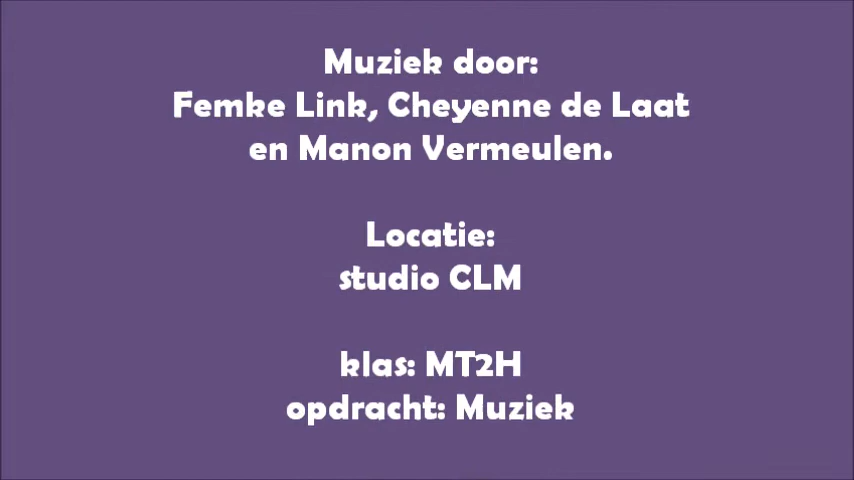 Muziek door:
Femke Link, Cheyenne de Laat
en Manon Vermeulen.
Locatie:
studio CLM
klas: MT2H
opdracht: Muziek